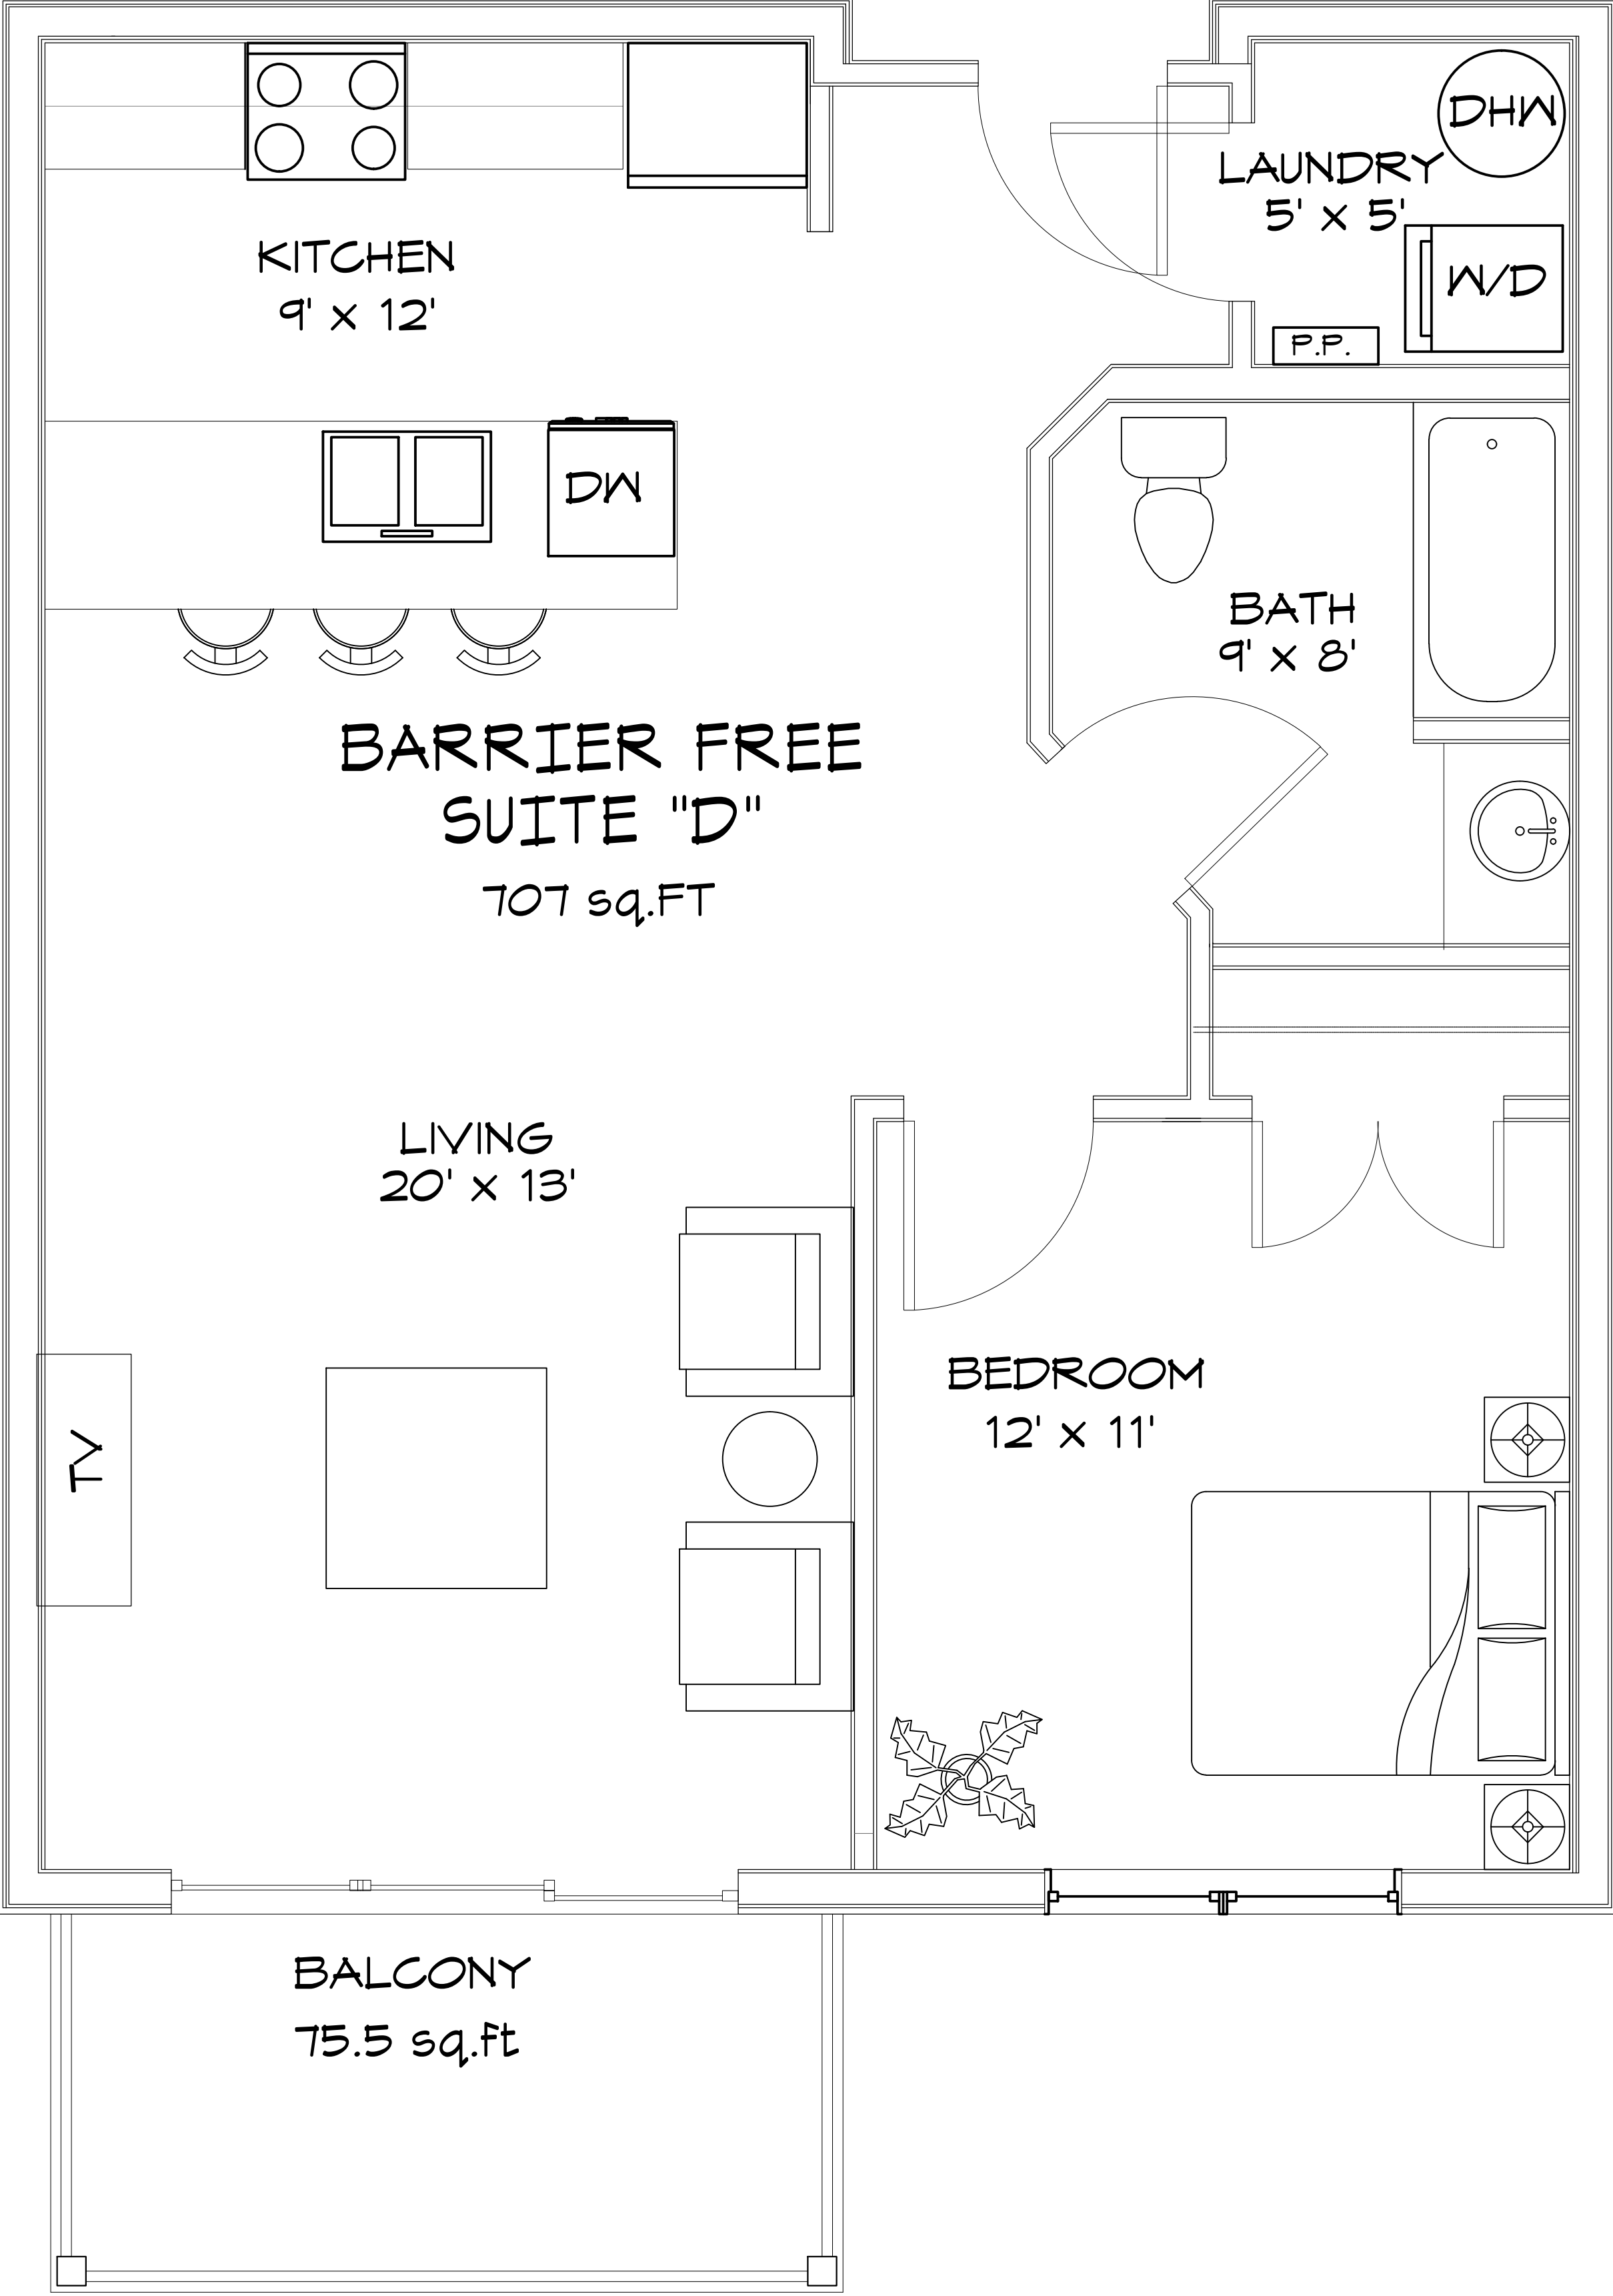 DHW
LAUNDRY
5' x 5'
W/D
P.P.
KITCHEN
9' x 12'
DW
BATH
9' x 8'
BARRIER FREE
SUITE "D"
707 sq.FT
LIVING
20' x 13'
BEDROOM
12' x 11'
TV
BALCONY
75.5 sq.ft